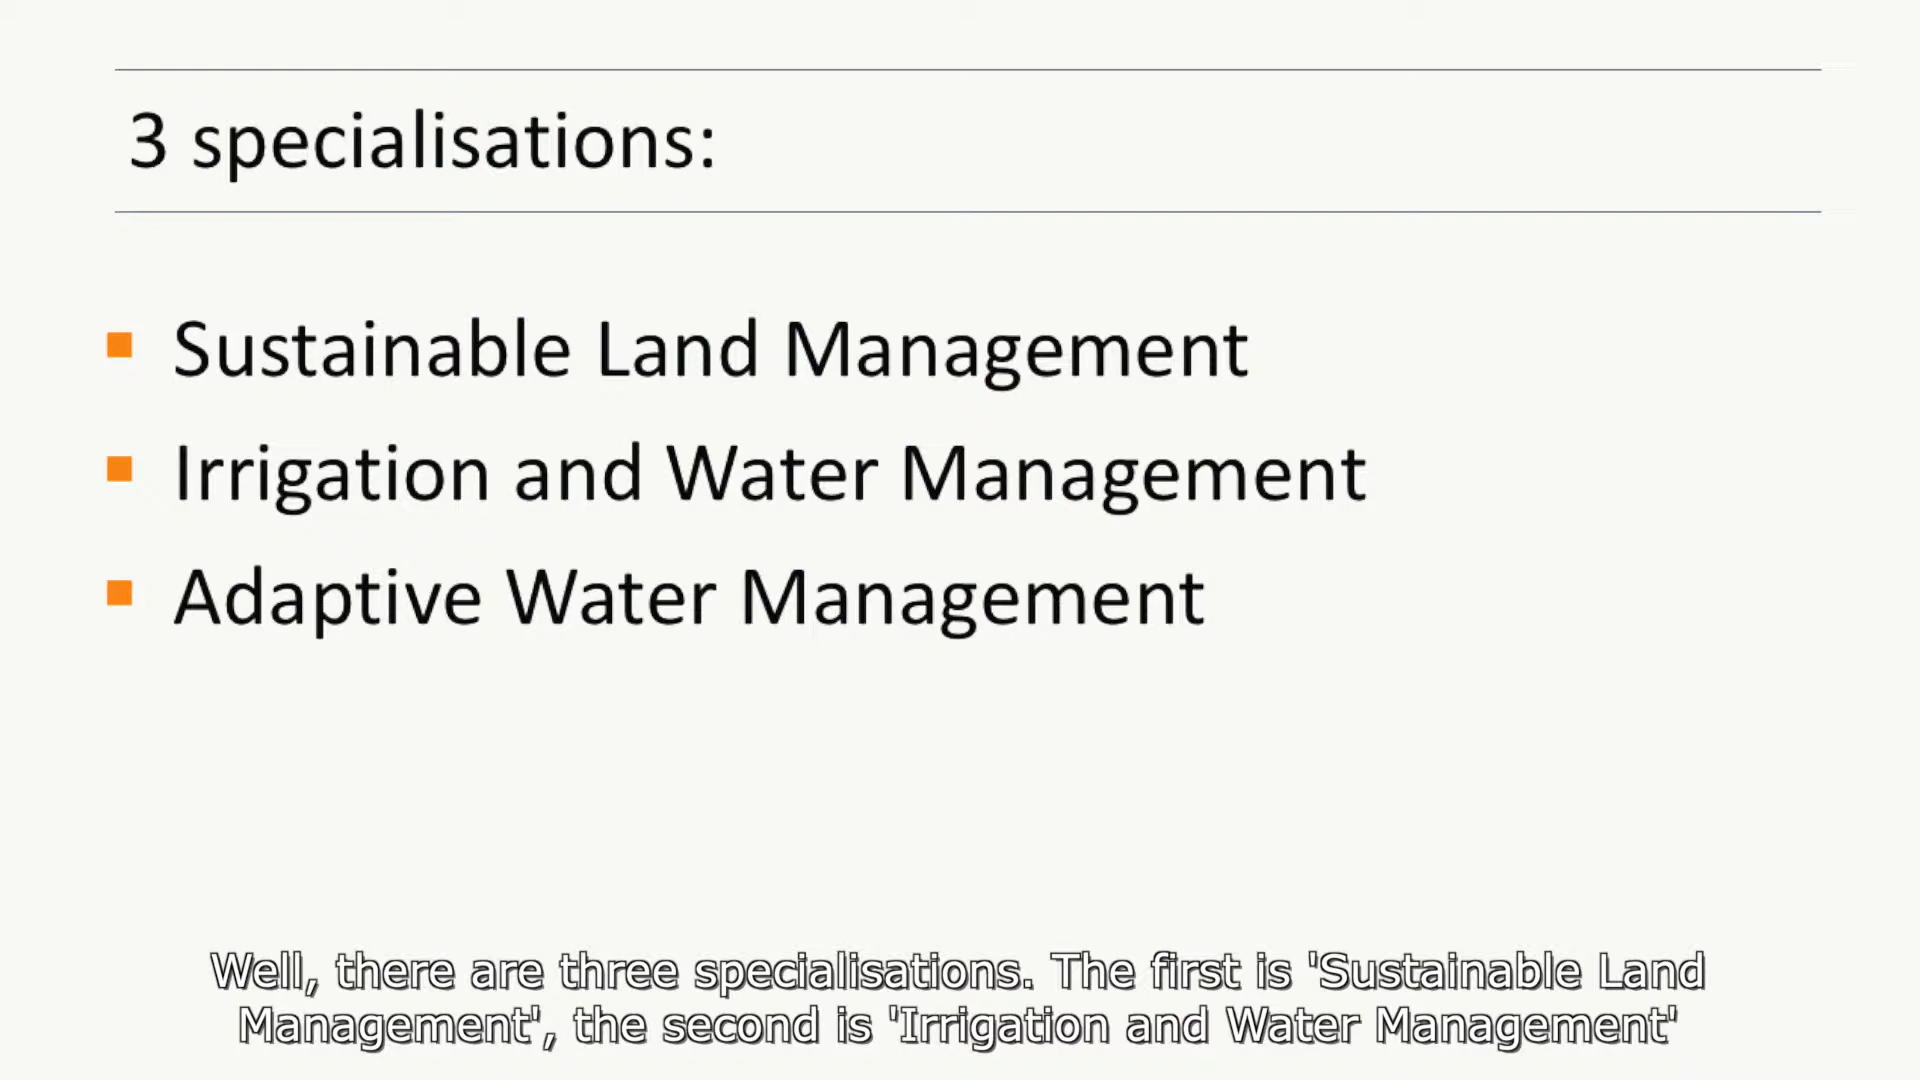 3 specialisations:
Sustainable Land Management
Irrigation and Water Management
Adaptive Water Management
Well, there are three specialisations. The first is 'Sustainable Land
Management', the second is 'Irrigation and Water Management'